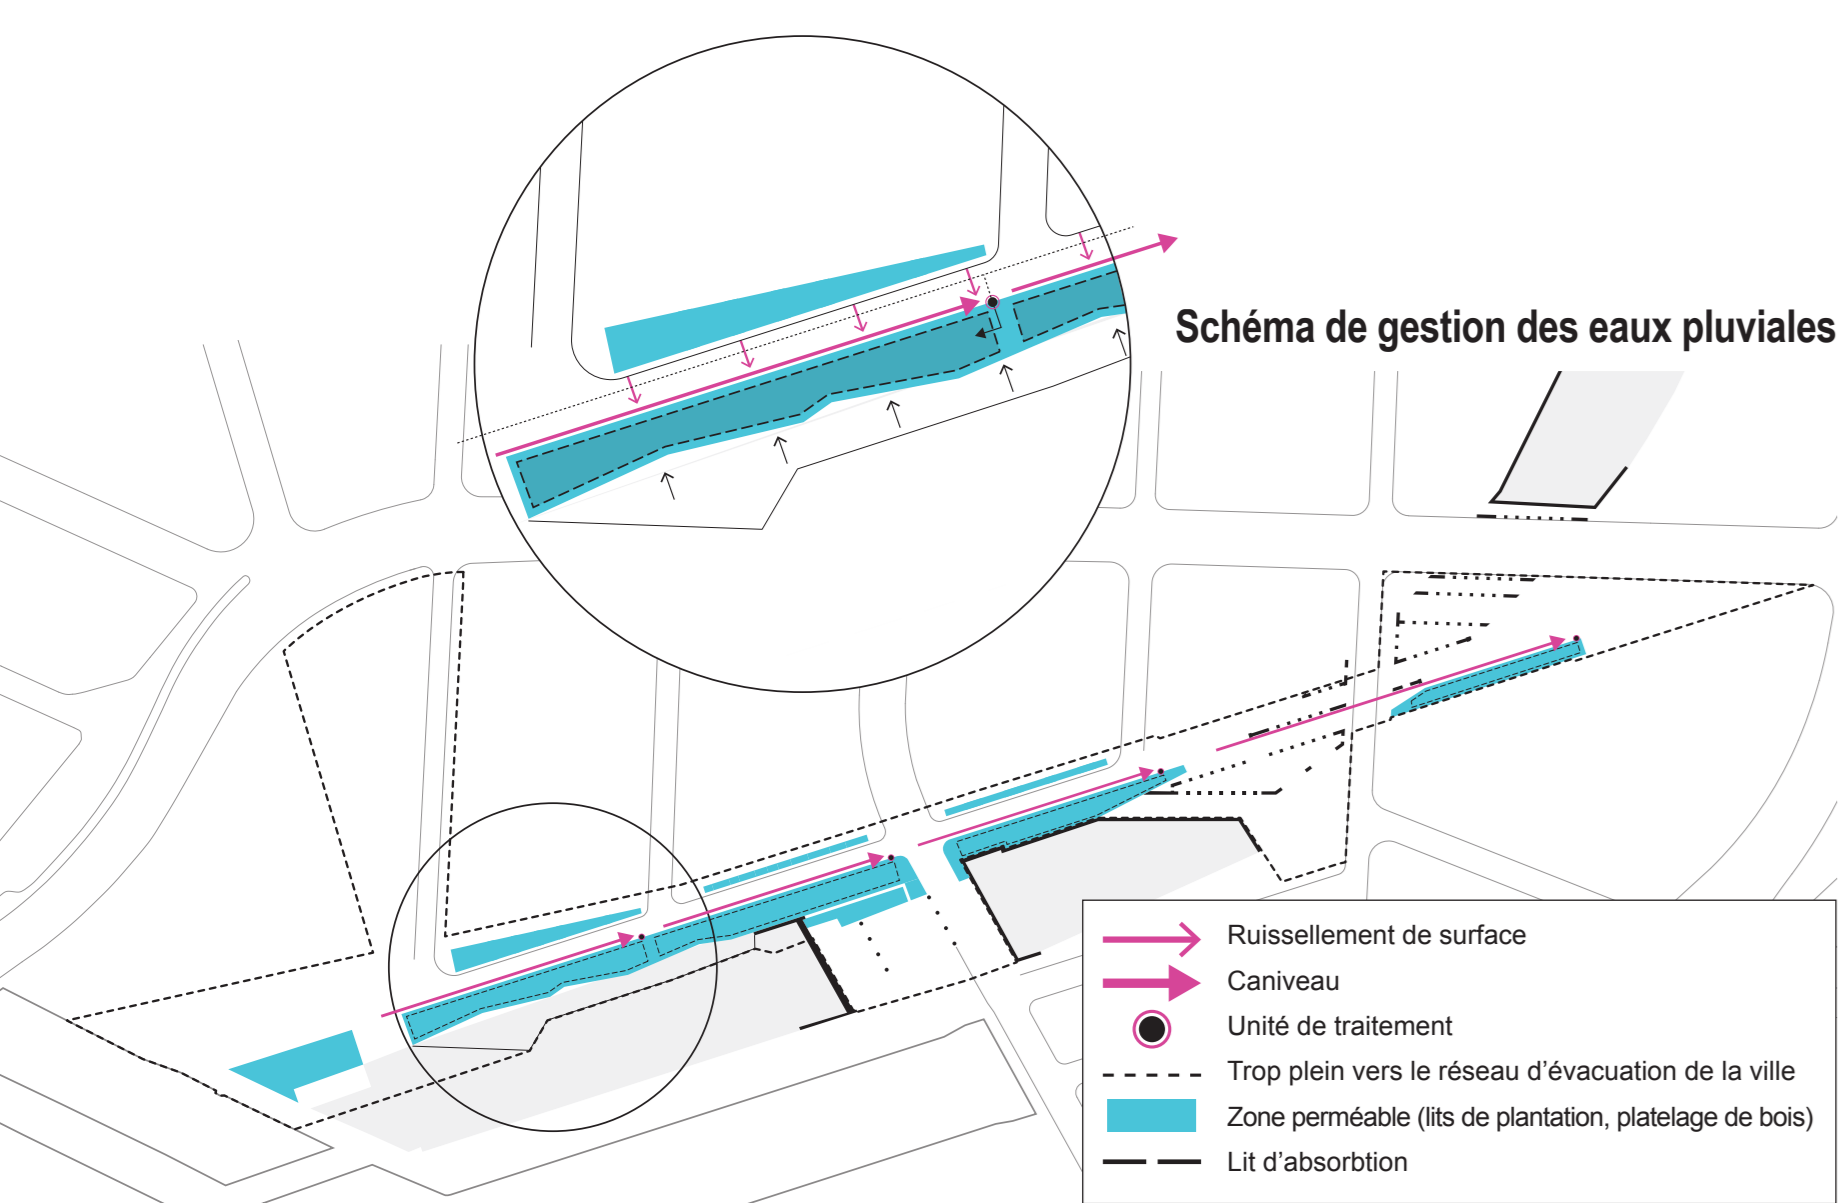 Schéma de gestion des eaux pluviales
Ruissellement de surface
Caniveau
Unité de traitement
Trop plein vers le réseau d’évacuation de la ville
Zone perméable (lits de plantation, platelage de bois)
Lit d’absorbtion